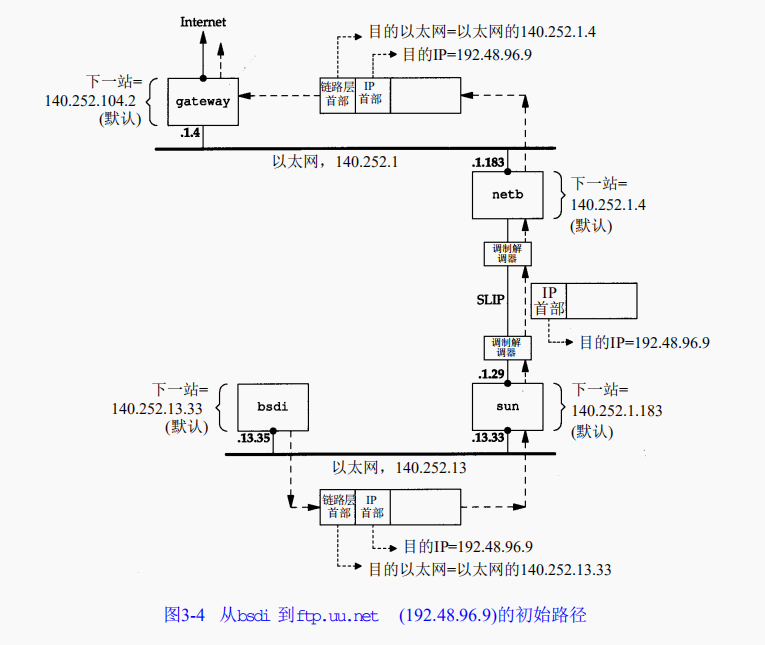 Internet
目的以太网=以太网的140.252.1.4
目的IP=192.48.96.9
下一站=
140.252.104.2
(默认)
gateway
链路层
首部
IP
首部
.1.4
以太网，140.252.1
.1.183
netb
下一站=
140.252.1.4
(默认)
调制解
调器
SLIP
IP
首部
目的IP=192.48.96.9
调制解
调器
.1.29
下一站=
140.252.13.33
(默认)
bsdi
sun
下一站=
140.252.1.183
(默认)
.13.35
.13.33
以太网，140.252.13
链路层
首部
IP
首部
目的IP=192.48.96.9
目的以太网=以太网的140.252.13.33
图3-4 从bsdi 到ftp.uu.net (192.48.96.9)的初始路径